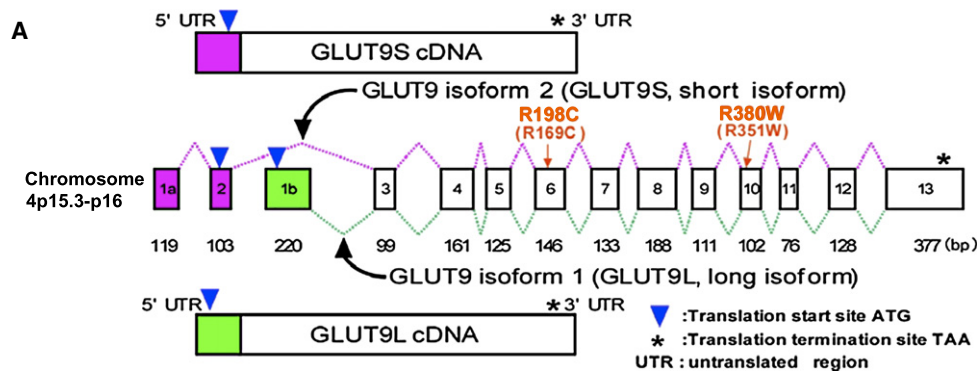 A
5' UTR * 3' UTR
GLUT9S cDNA
GLUT9 isoform 2 (GLUT9S, short isoform)
R198C R380W
(R169C) (R351W)
*
Chromosome
4p15.3-p16
1a 2 1b 3 4 5 6 7 8 9 10 11 12 13
119 103 220 99 161 125 146 133 188 111 102 76 128 377 (bp)
GLUT9 isoform 1 (GLUT9L, long isoform)
5' UTR * 3' UTR
GLUT9L cDNA
:Translation start site ATG
* :Translation termination site TAA
UTR : untranslated region